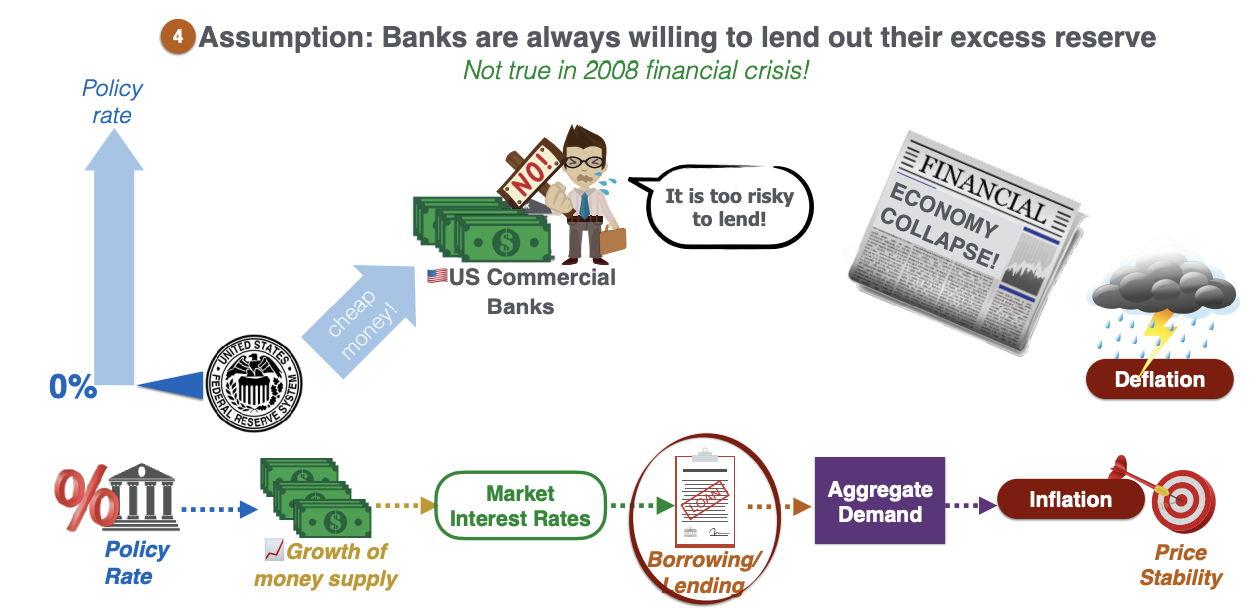 4 Assumption: Banks are always willing to lend out their excess reserve
Not true in 2008 financial crisis!
Policy
rate
NO!
It is too risky
to lend!
FINANCIAL
ECONOMY
COLLAPSE!
US Commercial
Banks
cheap
money!
0%
UNITED STATES
FEDERAL RESERVE SYSTEM
Deflation
%
Policy
Rate
Growth of
money supply
Market
Interest Rates
LOAN
Borrowing/
Lending
Aggregate
Demand
Inflation
Price
Stability